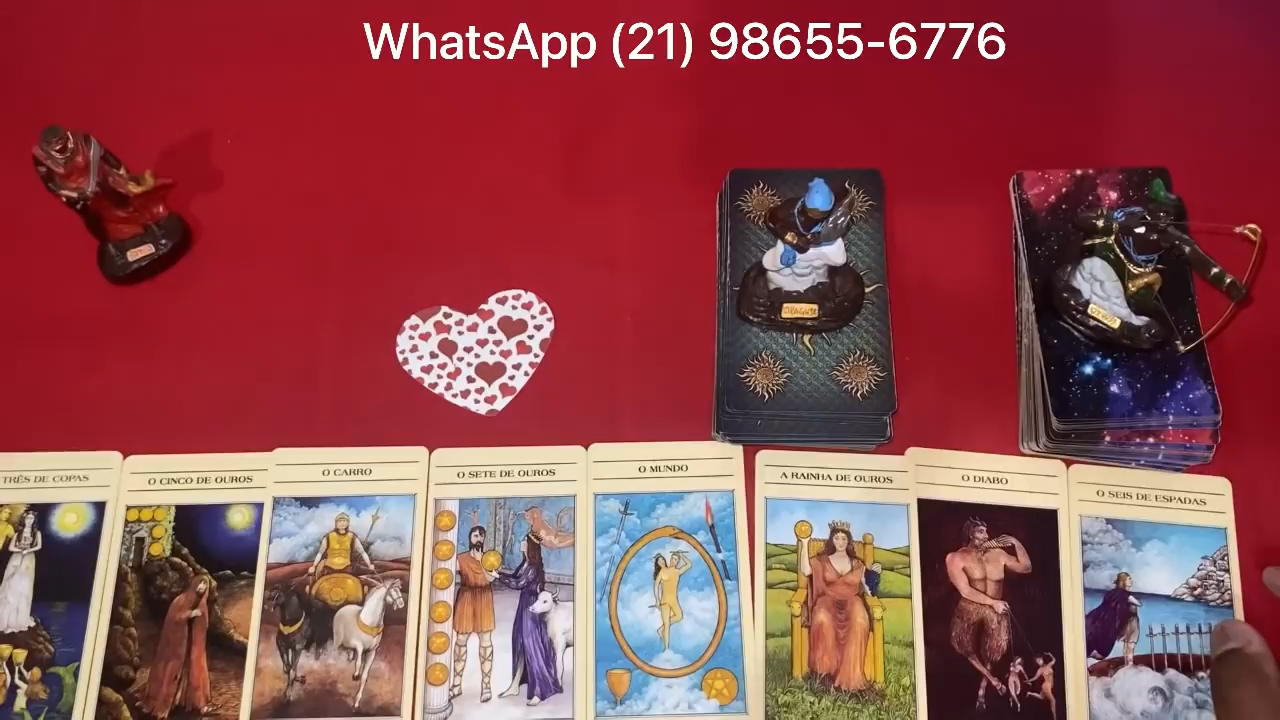 WhatsApp (21) 98655-6776
TRÊS DE COPAS
O CINCO DE OUROS
O CARRO
O SETE DE OUROS
O MUNDO
A RAINHA DE OUROS
O DIABO
O SEIS DE ESPADAS